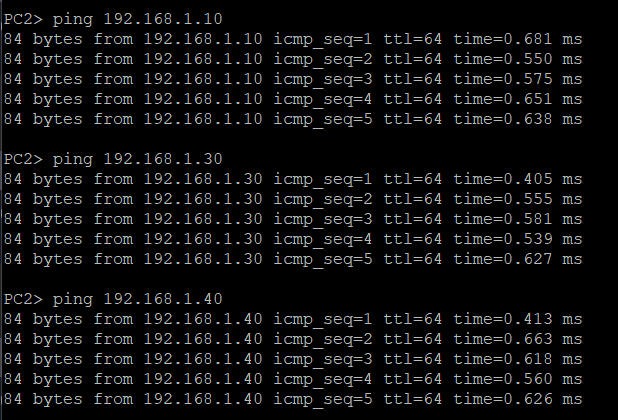 PC2> ping 192.168.1.10
84 bytes from 192.168.1.10 icmp_seq=1 ttl=64 time=0.681 ms
84 bytes from 192.168.1.10 icmp_seq=2 ttl=64 time=0.550 ms
84 bytes from 192.168.1.10 icmp_seq=3 ttl=64 time=0.575 ms
84 bytes from 192.168.1.10 icmp_seq=4 ttl=64 time=0.651 ms
84 bytes from 192.168.1.10 icmp_seq=5 ttl=64 time=0.638 ms
PC2> ping 192.168.1.30
84 bytes from 192.168.1.30 icmp_seq=1 ttl=64 time=0.405 ms
84 bytes from 192.168.1.30 icmp_seq=2 ttl=64 time=0.555 ms
84 bytes from 192.168.1.30 icmp_seq=3 ttl=64 time=0.581 ms
84 bytes from 192.168.1.30 icmp_seq=4 ttl=64 time=0.539 ms
84 bytes from 192.168.1.30 icmp_seq=5 ttl=64 time=0.627 ms
PC2> ping 192.168.1.40
84 bytes from 192.168.1.40 icmp_seq=1 ttl=64 time=0.413 ms
84 bytes from 192.168.1.40 icmp_seq=2 ttl=64 time=0.663 ms
84 bytes from 192.168.1.40 icmp_seq=3 ttl=64 time=0.618 ms
84 bytes from 192.168.1.40 icmp_seq=4 ttl=64 time=0.560 ms
84 bytes from 192.168.1.40 icmp_seq=5 ttl=64 time=0.626 ms